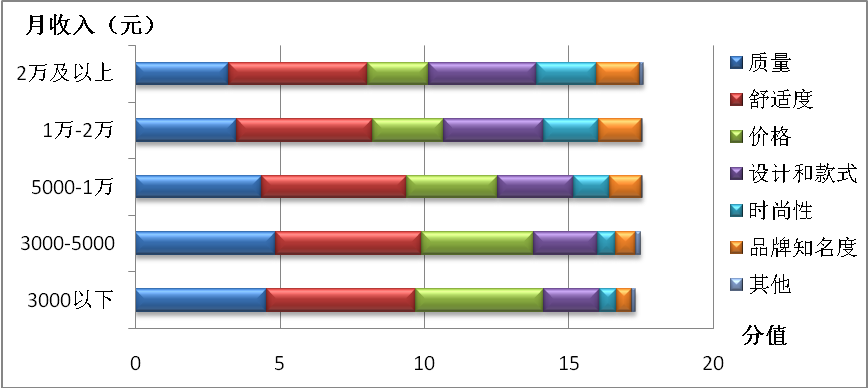 月收入（元）
2万及以上
1万-2万
5000-1万
3000-5000
3000以下
0 5 10 15 20
分值
质量
舒适度
价格
设计和款式
时尚性
品牌知名度
其他